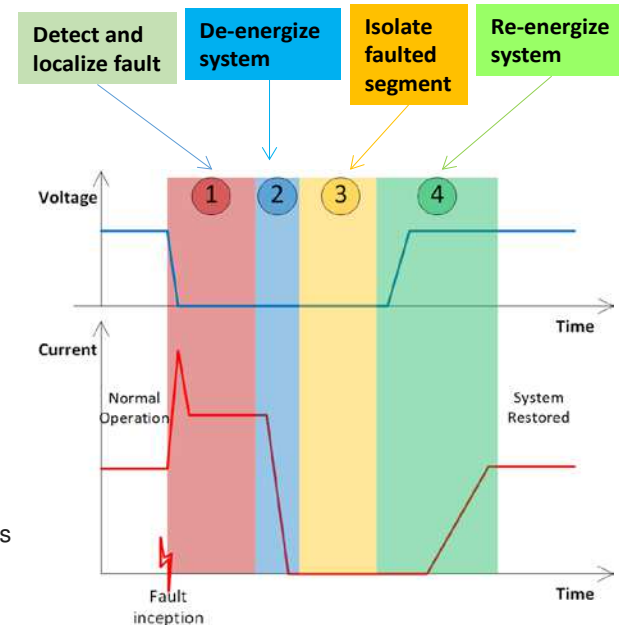 Detect and
localize fault
De-energize
system
Isolate
faulted
segment
Re-energize
system
1
2
3
4
Voltage
Time
Current
Normal
Operation
System
Restored
s
Time
Fault
inception